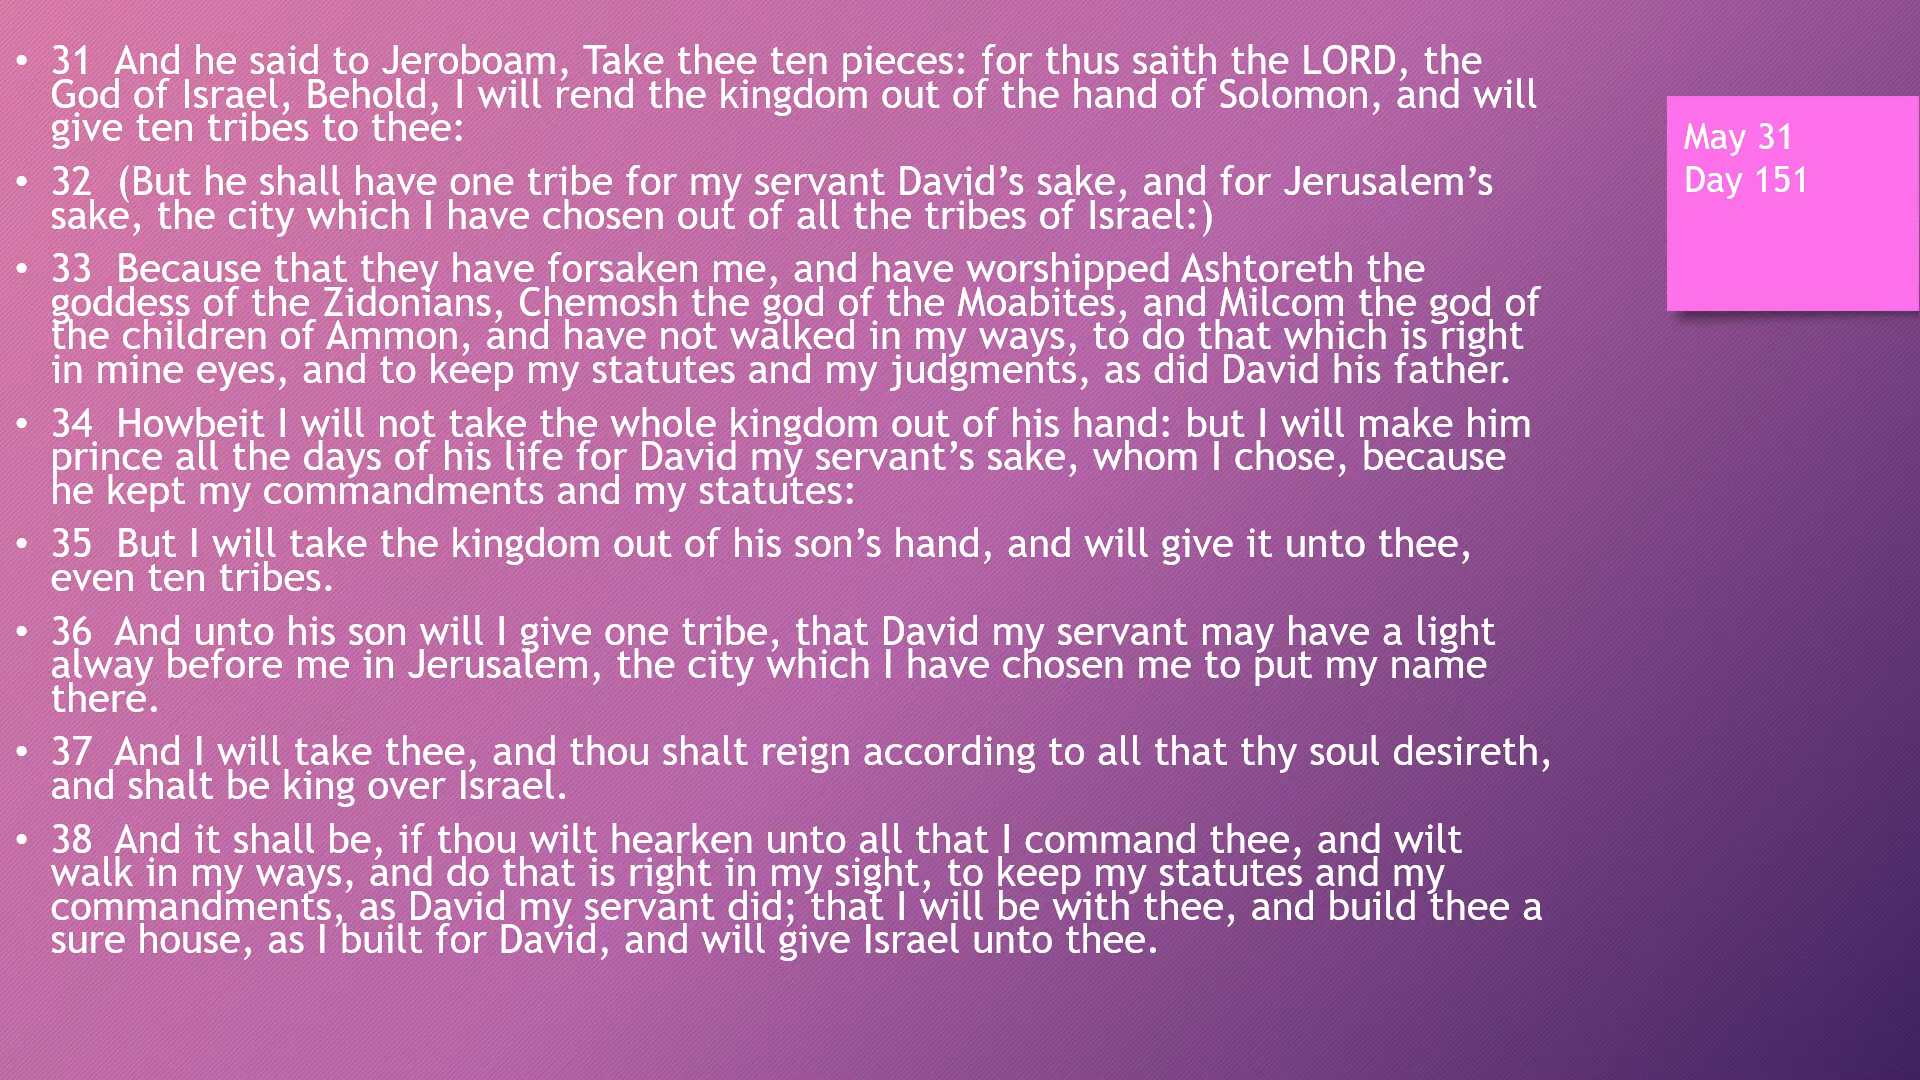 • 31  And he said to Jeroboam, Take thee ten pieces: for thus saith the LORD, the
God of Israel, Behold, I will rend the kingdom out of the hand of Solomon, and will
give ten tribes to thee:
• 32  (But he shall have one tribe for my servant David’s sake, and for Jerusalem’s
sake, the city which I have chosen out of all the tribes of Israel:)
• 33  Because that they have forsaken me, and have worshipped Ashtoreth the
goddess of the Zidonians, Chemosh the god of the Moabites, and Milcom the god of
the children of Ammon, and have not walked in my ways, to do that which is right
in mine eyes, and to keep my statutes and my judgments, as did David his father.
• 34  Howbeit I will not take the whole kingdom out of his hand: but I will make him
prince all the days of his life for David my servant’s sake, whom I chose, because
he kept my commandments and my statutes:
• 35  But I will take the kingdom out of his son’s hand, and will give it unto thee,
even ten tribes.
• 36  And unto his son will I give one tribe, that David my servant may have a light
alway before me in Jerusalem, the city which I have chosen me to put my name
there.
• 37  And I will take thee, and thou shalt reign according to all that thy soul desireth,
and shalt be king over Israel.
• 38  And it shall be, if thou wilt hearken unto all that I command thee, and wilt
walk in my ways, and do that is right in my sight, to keep my statutes and my
commandments, as David my servant did; that I will be with thee, and build thee a
sure house, as I built for David, and will give Israel unto thee.
May 31
Day 151